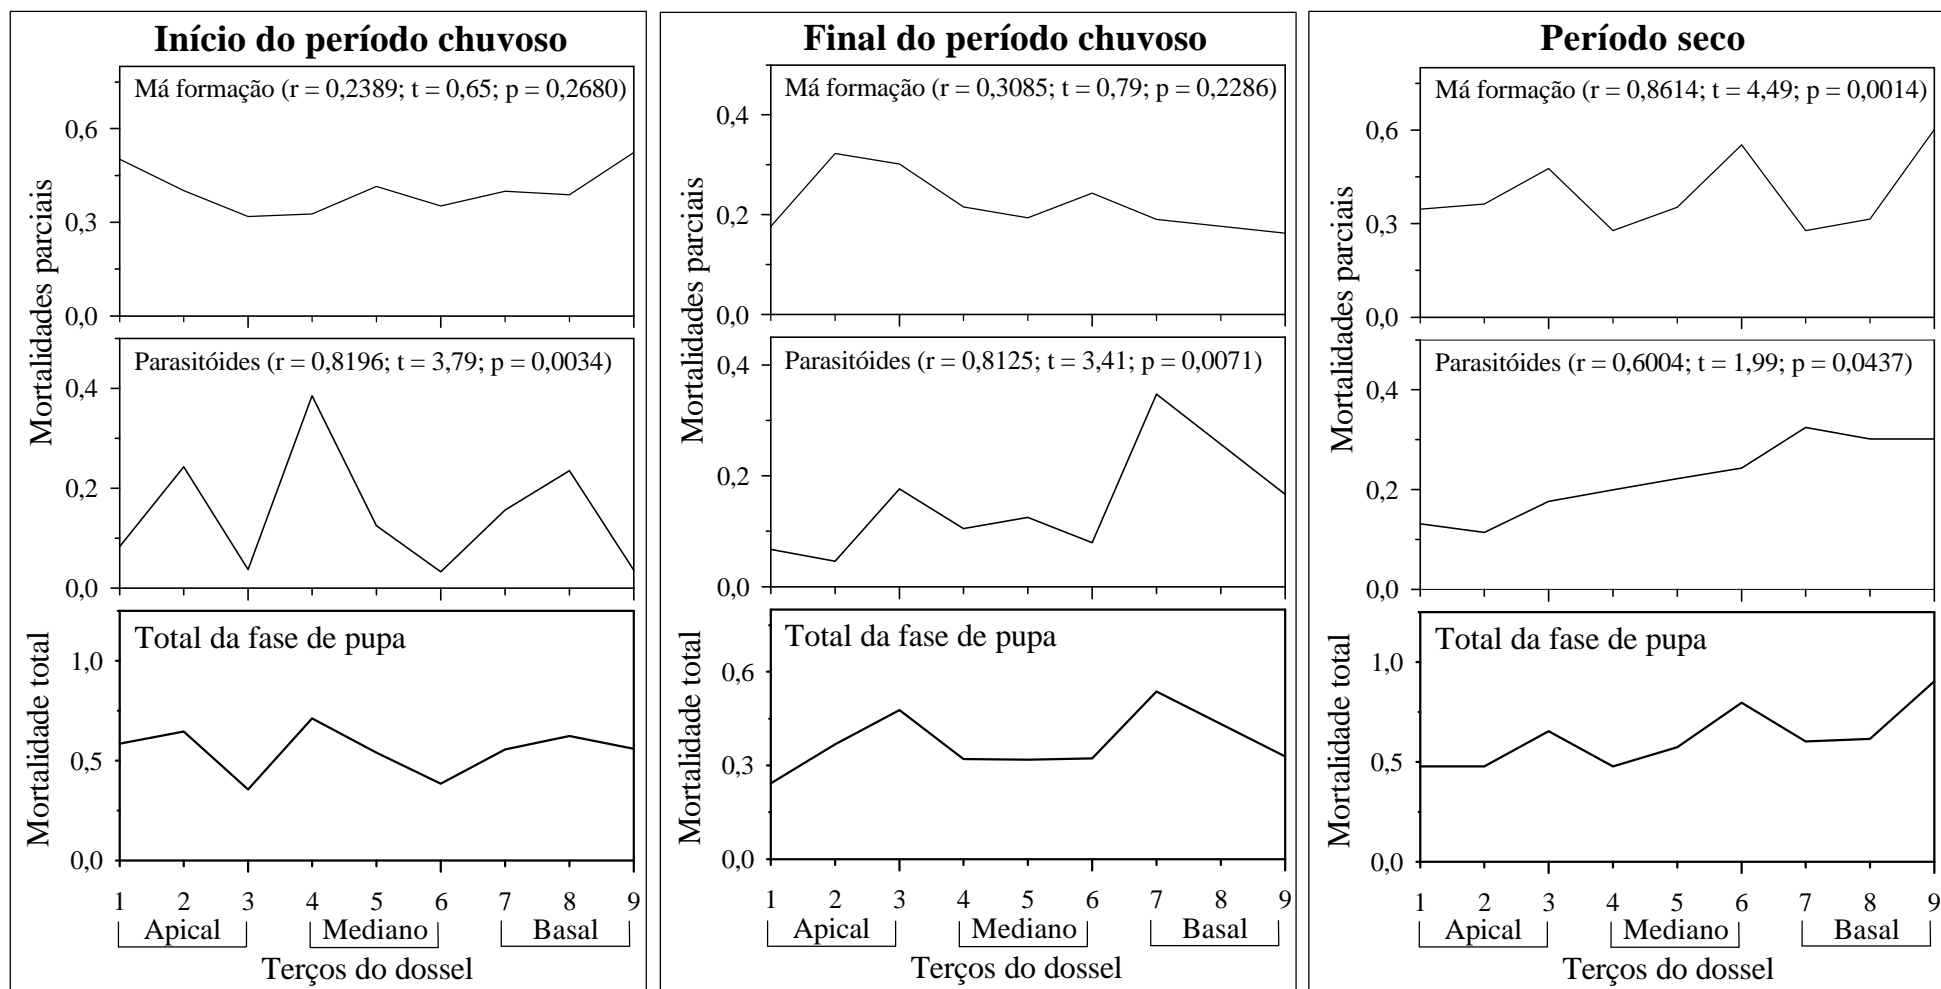 Início do período chuvoso
Má formação (r = 0,2389; t = 0,65; p = 0,2680)
0,6
0,3
0,0
Mortalidades parciais
Parasitóides (r = 0,8196; t = 3,79; p = 0,0034)
0,4
0,2
0,0
Total da fase de pupa
1,0
0,5
0,0
Mortalidade total
1 2 3 4 5 6 7 8 9
Apical Mediano Basal
Terços do dossel
Final do período chuvoso
Má formação (r = 0,3085; t = 0,79; p = 0,2286)
0,4
0,2
0,0
Mortalidades parciais
Parasitóides (r = 0,8125; t = 3,41; p = 0,0071)
0,4
0,2
0,0
Total da fase de pupa
0,6
0,3
0,0
Mortalidade total
1 2 3 4 5 6 7 8 9
Apical Mediano Basal
Terços do dossel
Período seco
Má formação (r = 0,8614; t = 4,49; p = 0,0014)
0,6
0,3
0,0
Mortalidades parciais
Parasitóides (r = 0,6004; t = 1,99; p = 0,0437)
0,4
0,2
0,0
Total da fase de pupa
1,0
0,5
0,0
Mortalidade total
1 2 3 4 5 6 7 8 9
Apical Mediano Basal
Terços do dossel